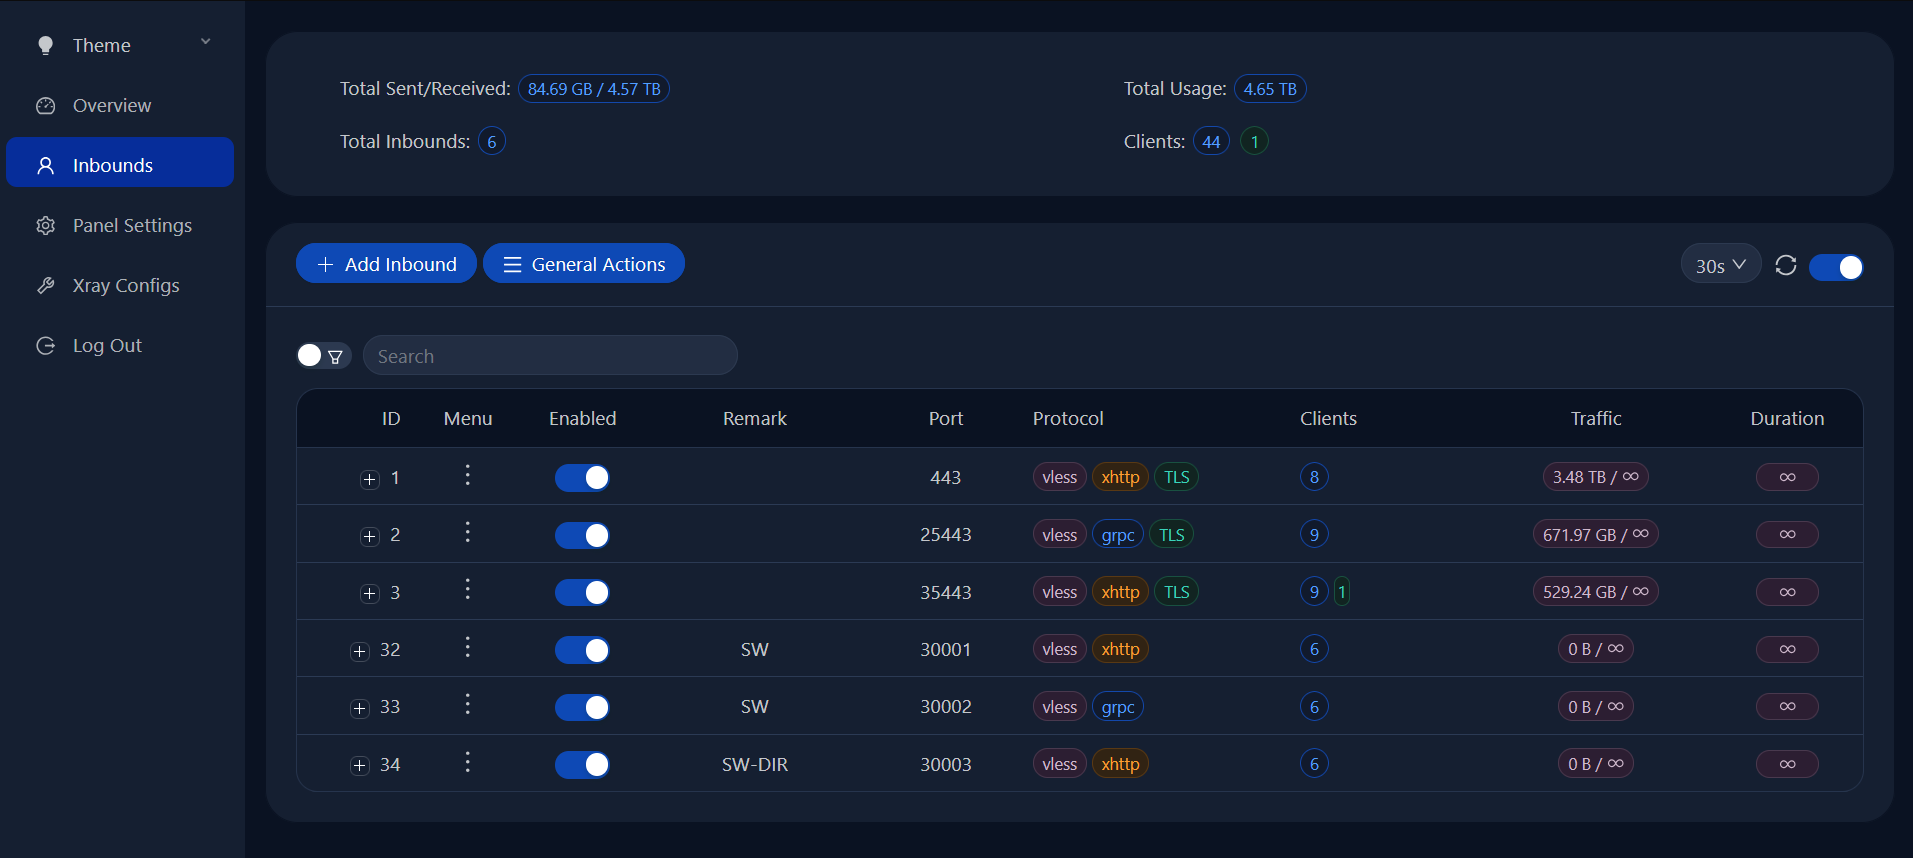 Theme
Overview
Inbounds
Panel Settings
Xray Configs
Log Out
Total Sent/Received: 84.69 GB / 4.57 TB
Total Usage: 4.65 TB
Total Inbounds: 6
Clients: 44 1
Add Inbound General Actions
30s
Search
ID Menu Enabled Remark Port Protocol Clients Traffic Duration
1 443 vless xhttp TLS 8 3.48 TB / ∞ ∞
2 25443 vless grpc TLS 9 671.97 GB / ∞ ∞
3 35443 vless xhttp TLS 9 1 529.24 GB / ∞ ∞
32 SW 30001 vless xhttp 6 0 B / ∞ ∞
33 SW 30002 vless grpc 6 0 B / ∞ ∞
34 SW-DIR 30003 vless xhttp 6 0 B / ∞ ∞